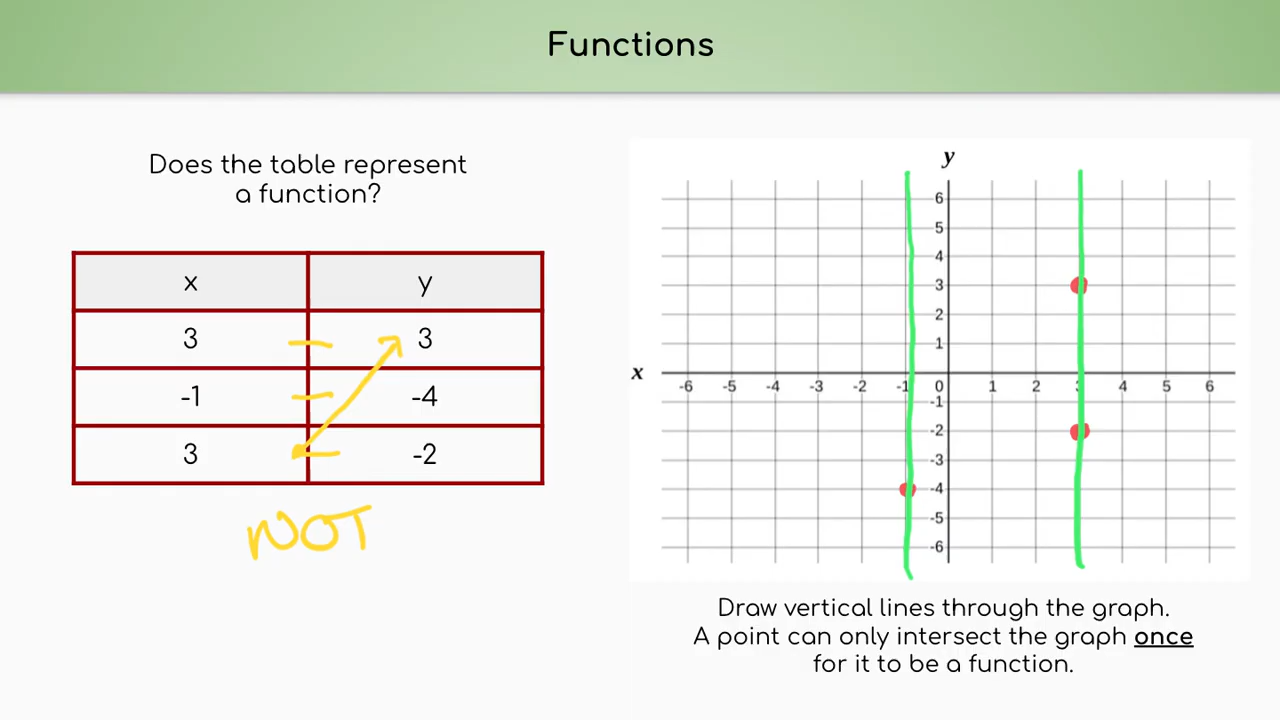 Functions
Does the table represent
a function?
x y
3 3
-1 -4
3 -2
NOT
y
6
5
4
3
2
1
x
-6 -5 -4 -3 -2 -1 0 1 2 3 4 5 6
-1
-2
-3
-4
-5
-6
Draw vertical lines through the graph.
A point can only intersect the graph once
for it to be a function.